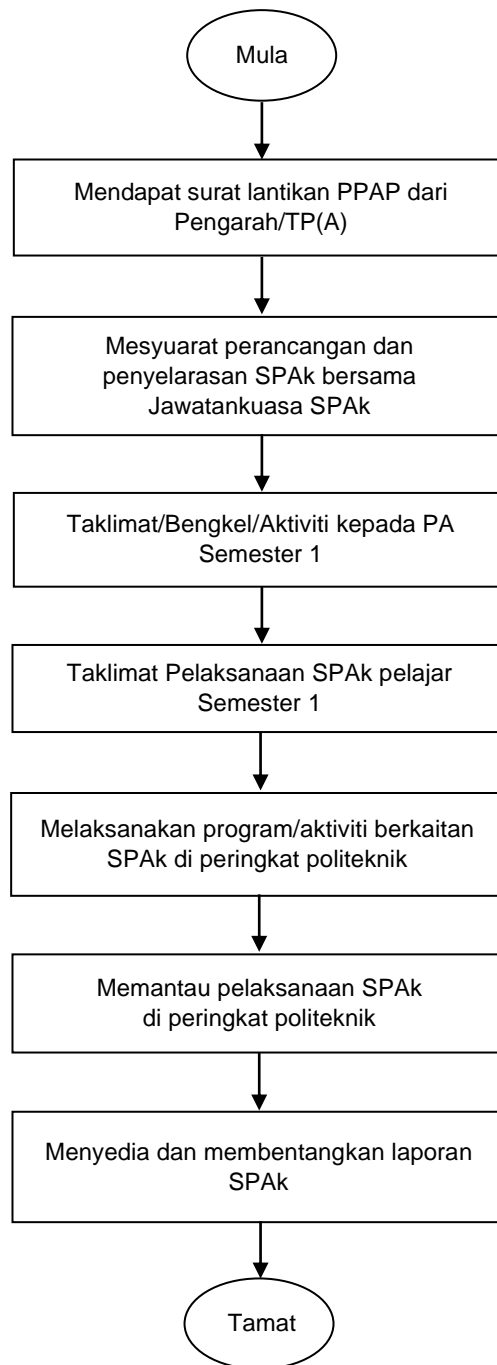 Mula
Mendapat surat lantikan PPAP dari
Pengarah/TP(A)
Mesyuarat perancangan dan
penyelarasan SPAk bersama
Jawatankuasa SPAk
Taklimat/Bengkel/Aktiviti kepada PA
Semester 1
Taklimat Pelaksanaan SPAk pelajar
Semester 1
Melaksanakan program/aktiviti berkaitan
SPAk di peringkat politeknik
Memantau pelaksanaan SPAk
di peringkat politeknik
Menyedia dan membentangkan laporan
SPAk
Tamat